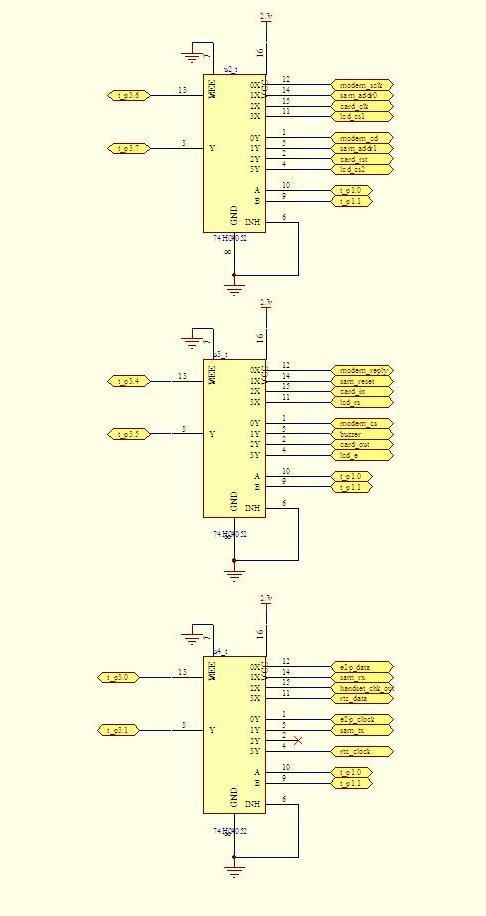 2.5v
7 16
u2_t
t_p3.6 13 X VEE 0X 12 modem_sclk
1X 14 sam_addr0
2X 15 card_clk
3X 11 lcd_cs1
0Y 1 modem_cd
t_p3.7 3 Y 1Y 5 sam_addr1
2Y 2 card_rst
3Y 4 lcd_cs2
A 10 t_p1.0
B 9 t_p1.1
GND INH 6
74HC4052
8
2.5v
7 16
u3_t
t_p3.4 13 X VEE 0X 12 modem_reply
1X 14 sam_reset
2X 15 card_in
3X 11 lcd_rs
0Y 1 modem_cs
t_p3.5 3 Y 1Y 5 buzzer
2Y 2 card_out
3Y 4 lcd_e
A 10 t_p1.0
B 9 t_p1.1
GND INH 6
74HC4052
8
2.5v
7 16
u4_t
t_p3.0 13 X VEE 0X 12 e2p_data
1X 14 sam_rx
2X 15 handset_chk_out
3X 11 rtc_data
0Y 1 e2p_clock
t_p3.1 3 Y 1Y 5 sam_tx
2Y 2
3Y 4 rtc_clock
A 10 t_p1.0
B 9 t_p1.1
GND INH 6
74HC4052
8